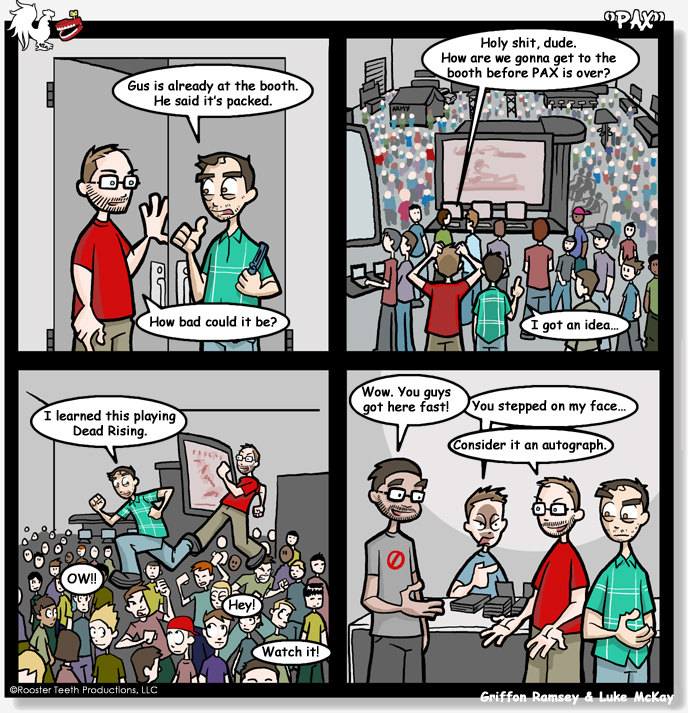 "PAX"
Gus is already at the booth.
He said it's packed.
How bad could it be?
Holy shit, dude.
How are we gonna get to the
booth before PAX is over?
ARMY
I got an idea...
I learned this playing
Dead Rising.
OW!!
Hey!
Watch it!
Wow. You guys
got here fast!
You stepped on my face...
Consider it an autograph.
©Rooster Teeth Productions, LLC
Griffon Ramsey & Luke McKay